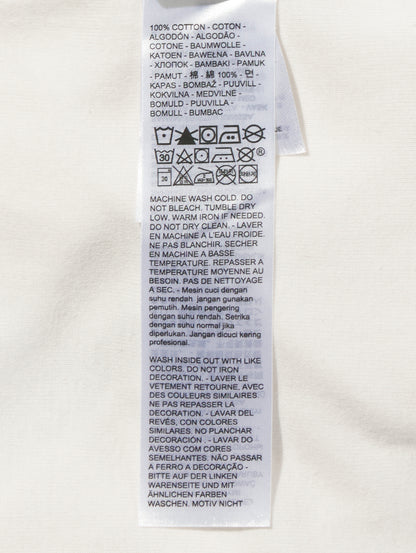 100% COTTON - COTON -
ALGODÓN - ALGODÃO -
COTONE - BAUMWOLLE -
KATOEN - BAWEŁNA - BAVLNA
- ХЛОПОК - BAMBAKI - PAMUK
- PAMUT - 棉 - 綿 100% - 면 -
KAPAS - BOMBAŽ - PUUVILL -
KOKVILNA - MEDVILNĖ -
BOMULD - PUUVILLA -
BOMULL - BUMBAC
30
®
MACHINE WASH COLD. DO
NOT BLEACH. TUMBLE DRY
LOW. WARM IRON IF NEEDED.
DO NOT DRY CLEAN. - LAVER
EN MACHINE A L'EAU FROIDE.
NE PAS BLANCHIR. SECHER
EN MACHINE A BASSE
TEMPERATURE. REPASSER A
TEMPERATURE MOYENNE AU
BESOIN. PAS DE NETTOYAGE
A SEC. - Mesin cuci dengan
suhu rendah jangan gunakan
pemutih. Mesin pengering
dengan suhu rendah. Setrika
dengan suhu normal jika
diperlukan. Jangan dicuci kering
profesional.
WASH INSIDE OUT WITH LIKE
COLORS. DO NOT IRON
DECORATION. - LAVER LE
VETEMENT RETOURNE, AVEC
DES COULEURS SIMILAIRES.
NE PAS REPASSER LA
DECORATION. - LAVAR DEL
REVÉS, CON COLORES
SIMILARES. NO PLANCHAR
DECORACIÓN . - LAVAR DO
AVESSO COM CORES
SEMELHANTES. NÃO PASSAR
A FERRO A DECORAÇÃO -
BITTE AUF DER LINKEN
WARENSEITE UND MIT
ÄHNLICHEN FARBEN
WASCHEN. MOTIV NICHT